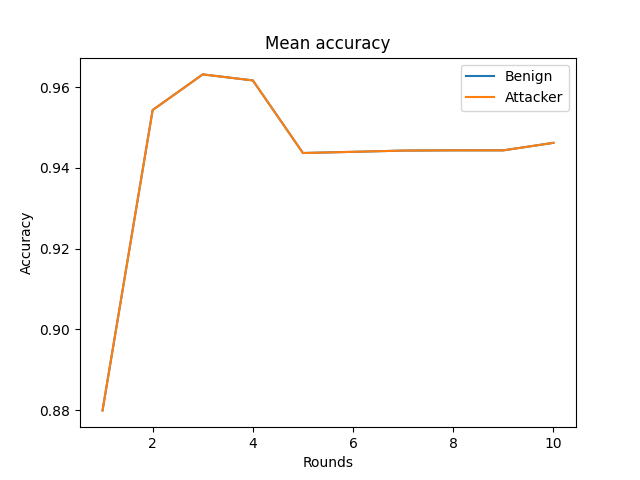 Mean accuracy
Benign
Attacker
0.96
0.94
0.92
0.90
0.88
Accuracy
2 4 6 8 10
Rounds